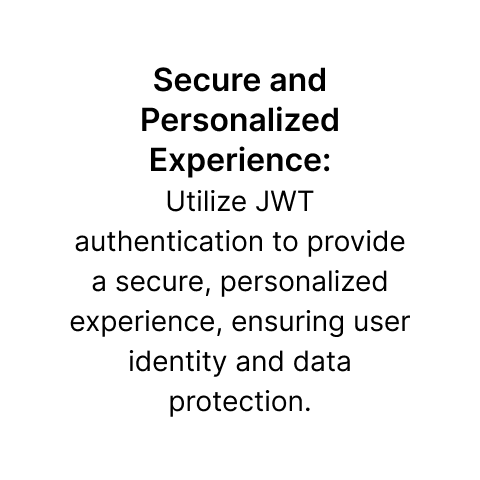 Secure and
Personalized
Experience:
Utilize JWT
authentication to provide
a secure, personalized
experience, ensuring user
identity and data
protection.